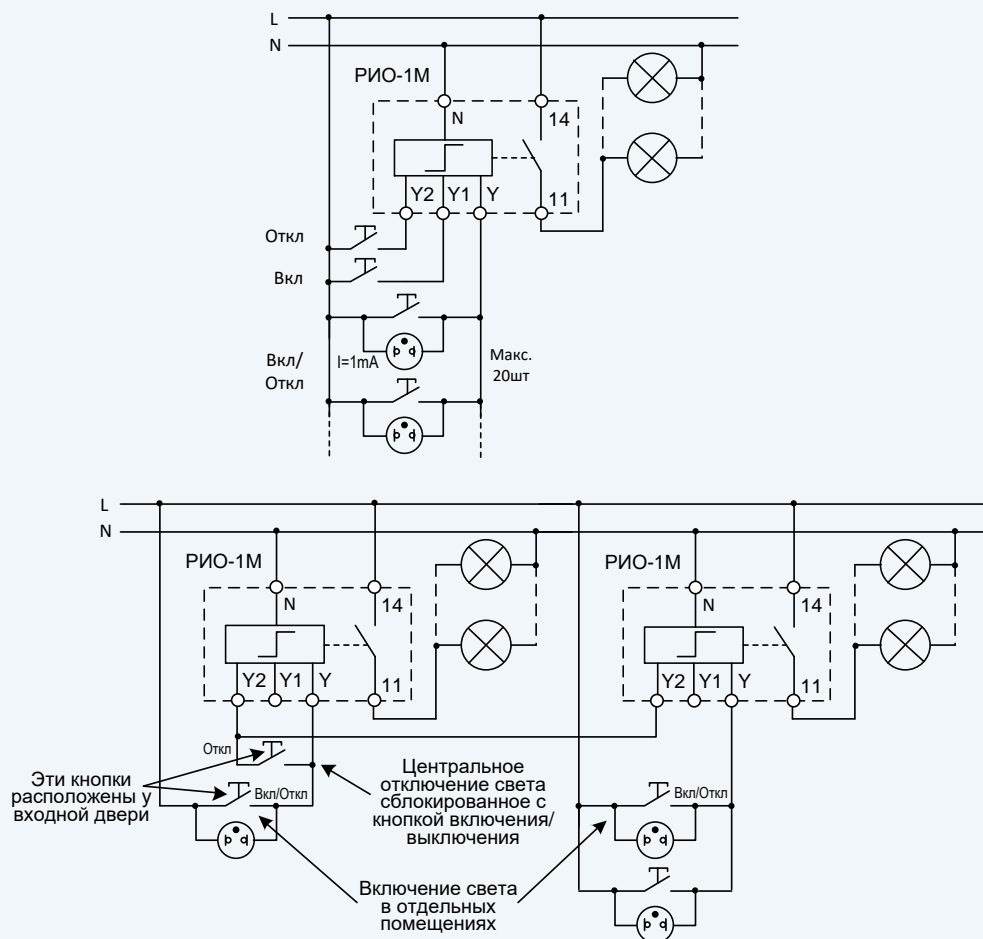 L
N
РИО-1М
N
14
Y2 Y1 Y
11
Откл
Вкл
I=1mA
Вкл/
Откл
Макс.
20шт
L
N
РИО-1М
N
14
Y2 Y1 Y
11
РИО-1М
N
14
Y2 Y1 Y
11
Откл
Эти кнопки
расположены у
входной двери
Вкл/Откл
Центральное
отключение света
сблокированное с
кнопкой включения/
выключения
Вкл/Откл
Включение света
в отдельных
помещениях